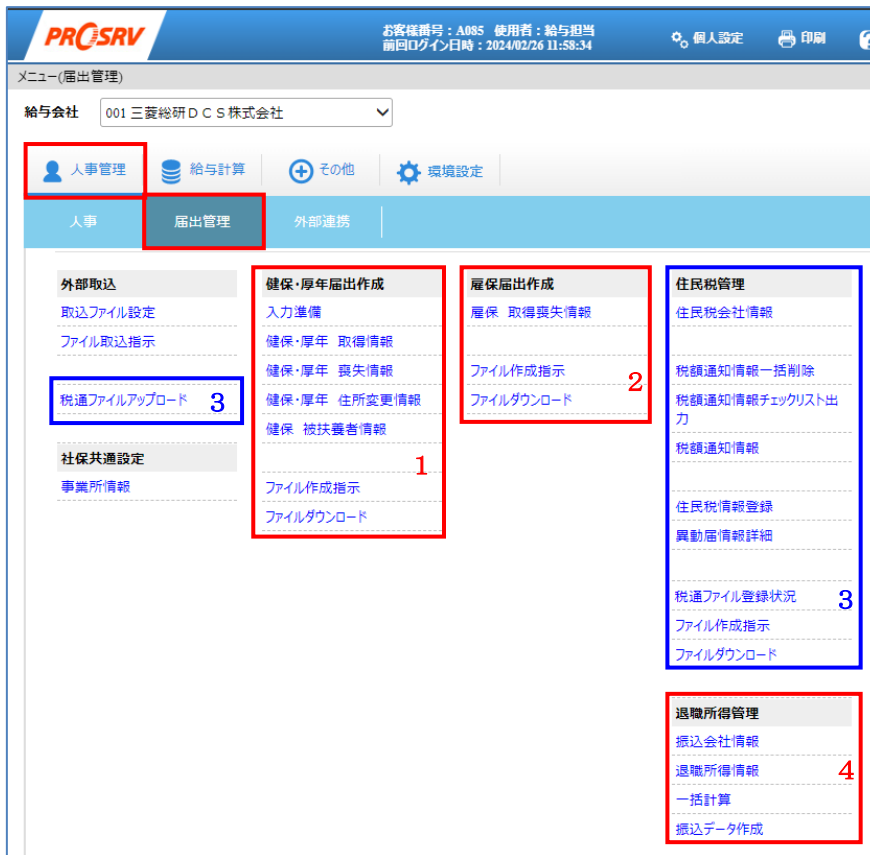 PROSRV
お客様番号：A085 使用者：給与担当
前回ログイン日時：2024/02/26 11:58:34
個人設定
印刷
メニュー(届出管理)
給与会社
001 三菱総研ＤＣＳ株式会社
人事管理
給与計算
その他
環境設定
人事
届出管理
外部連携
外部取込
取込ファイル設定
ファイル取込指示
税通ファイルアップロード
3
社保共通設定
事業所情報
健保・厚年届出作成
入力準備
健保・厚年 取得情報
健保・厚年 喪失情報
健保・厚年 住所変更情報
健保 被扶養者情報
1
ファイル作成指示
ファイルダウンロード
雇保届出作成
雇保 取得喪失情報
ファイル作成指示
2
ファイルダウンロード
住民税管理
住民税会社情報
税額通知情報一括削除
税額通知情報チェックリスト出
力
税額通知情報
住民税情報登録
異動届情報詳細
税通ファイル登録状況
3
ファイル作成指示
ファイルダウンロード
退職所得管理
振込会社情報
退職所得情報
4
一括計算
振込データ作成